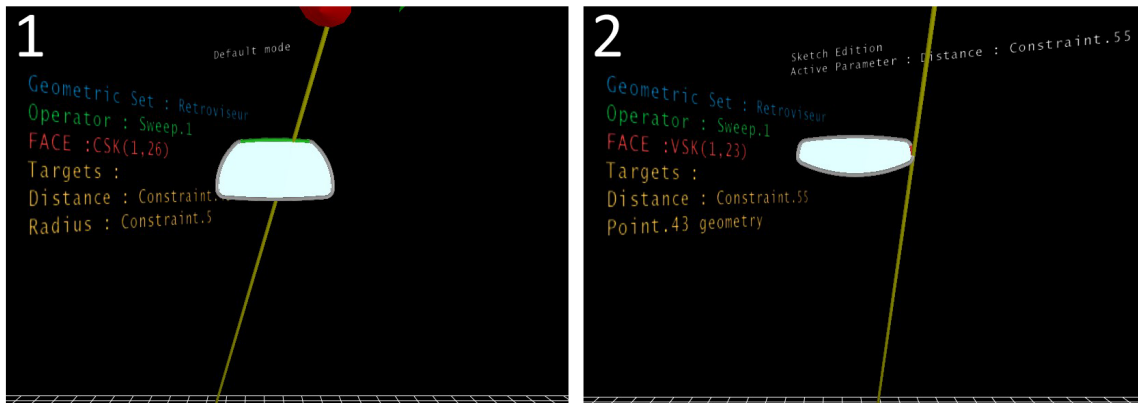 1
Default mode
Geometric Set : Retroviseur
Operator : Sweep.1
FACE :CSK(1,26)
Targets :
Distance : Constraint.
Radius : Constraint.5
2
Sketch Edition
Active Parameter : Distance : Constraint.55
Geometric Set : Retroviseur
Operator : Sweep.1
FACE :VSK(1,23)
Targets :
Distance : Constraint.55
Point.43 geometry